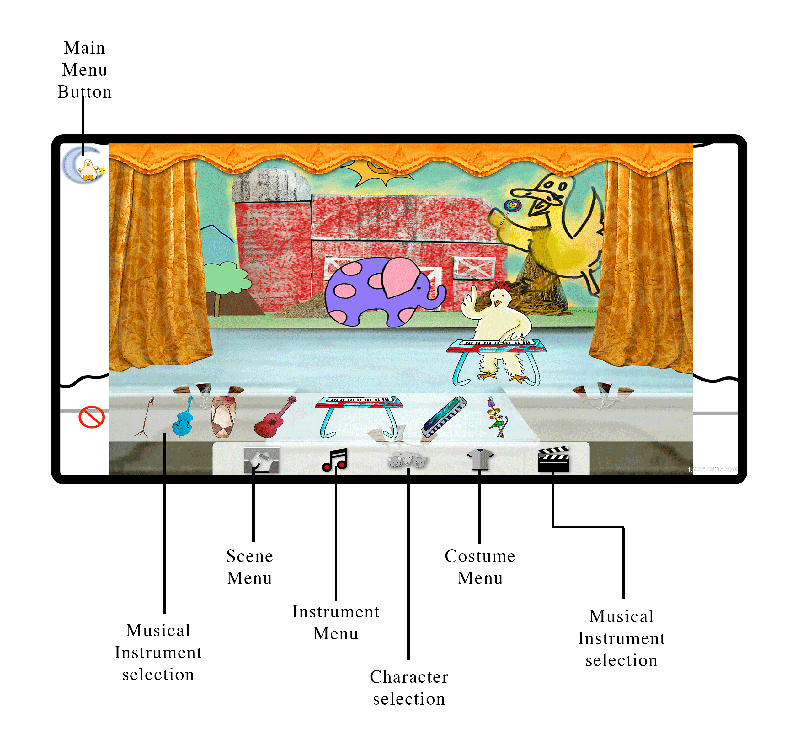 Main
Menu
Button
Scene
Menu
Costume
Menu
Instrument
Menu
Musical
Instrument
selection
Musical
Instrument
selection
Character
selection